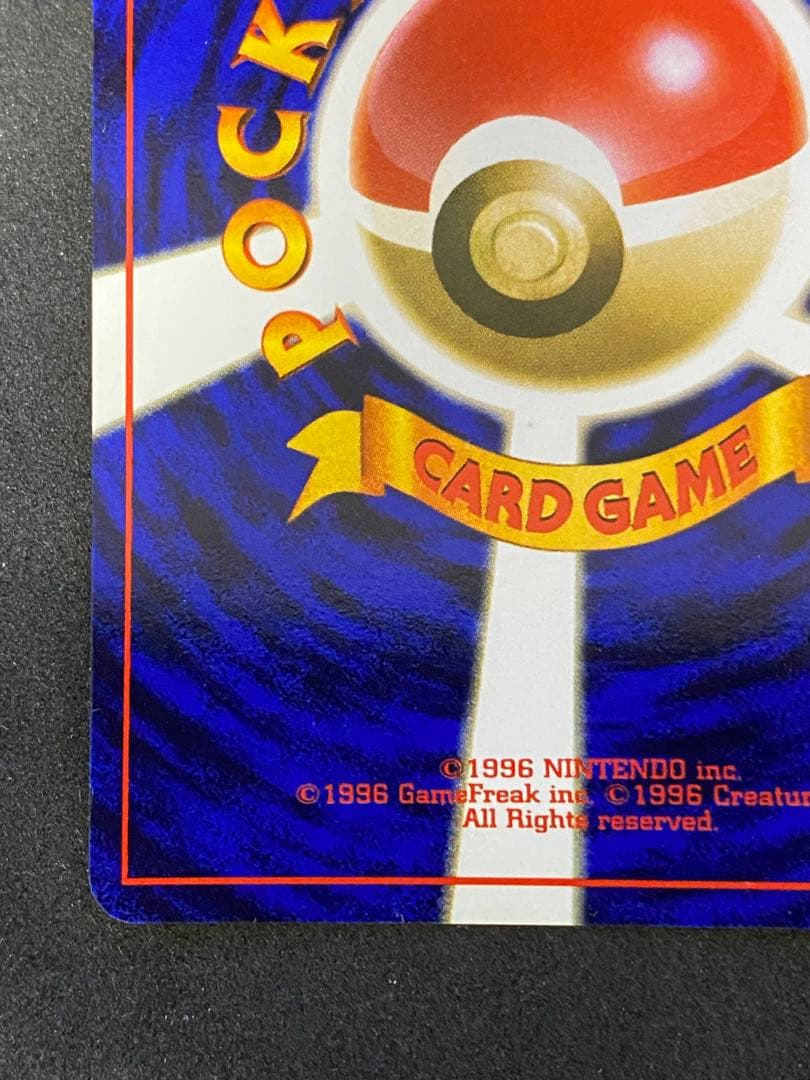 POCK
CARD GAME
©1996 NINTENDO inc.
©1996 GameFreak inc. ©1996 Creatur
All Rights reserved.